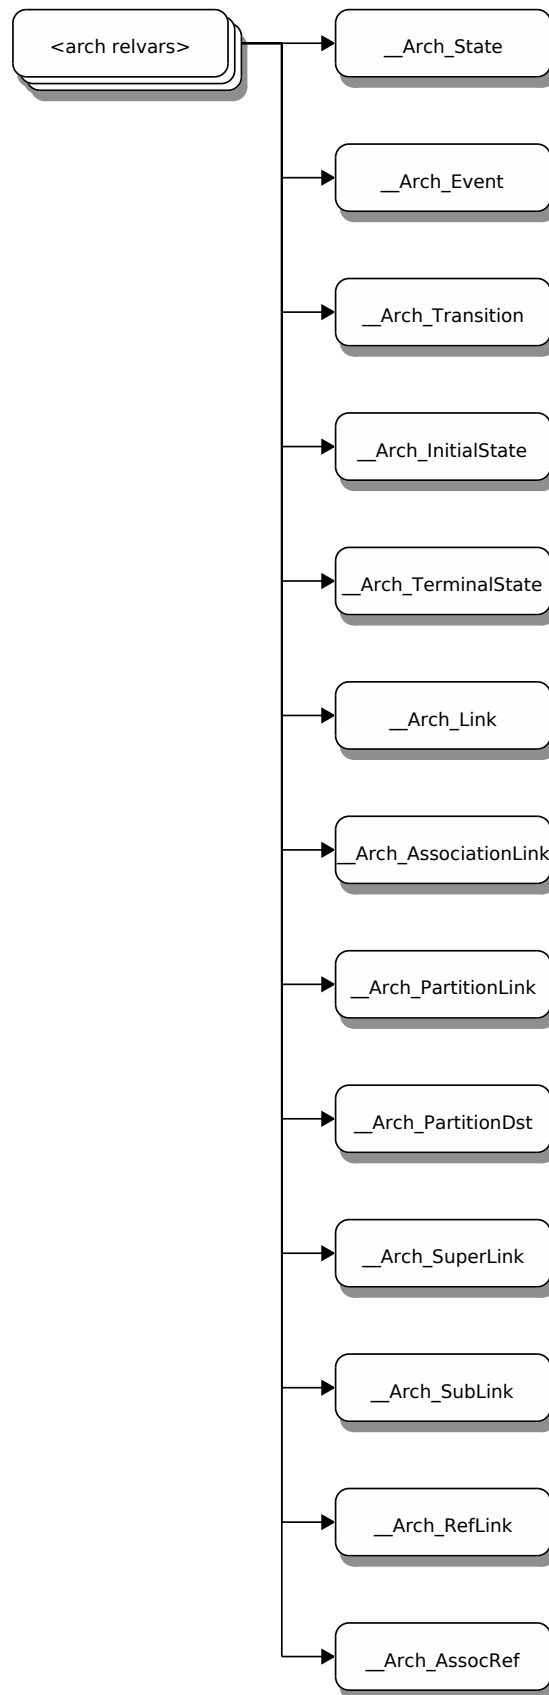 <arch relvars>
__Arch_State
__Arch_Event
__Arch_Transition
__Arch_InitialState
__Arch_TerminalState
__Arch_Link
__Arch_AssociationLink
__Arch_PartitionLink
__Arch_PartitionDst
__Arch_SuperLink
__Arch_SubLink
__Arch_RefLink
__Arch_AssocRef